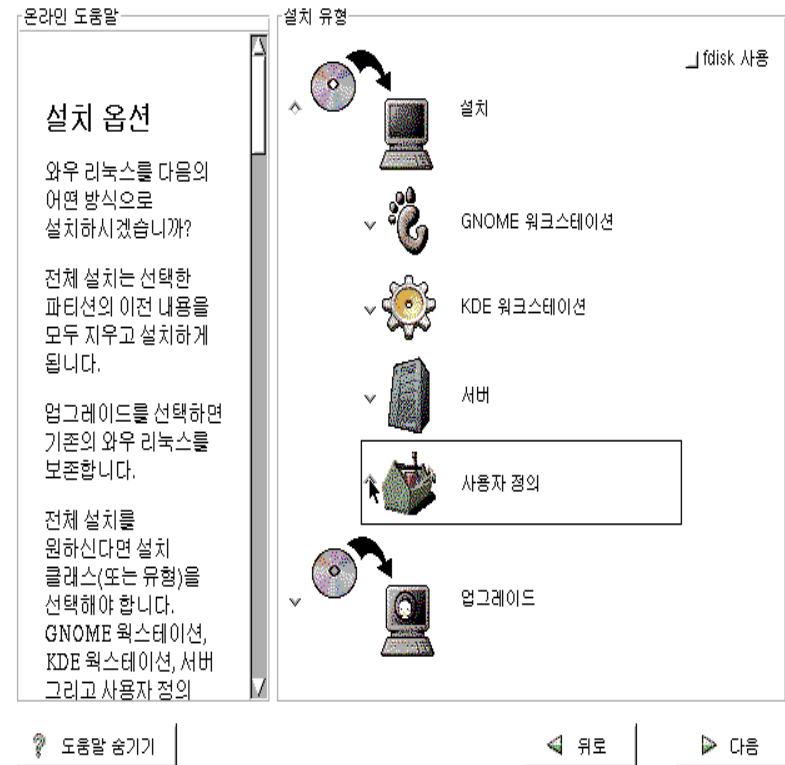 온라인 도움말
설치 옵션
와우 리눅스를 다음의
어떤 방식으로
설치하시겠습니까?
전체 설치는 선택한
파티션의 이전 내용을
모두 지우고 설치하게
됩니다.
업그레이드를 선택하면
기존의 와우 리눅스를
보존합니다.
전체 설치를
원하신다면 설치
클래스(또는 유형)을
선택해야 합니다.
GNOME 웍스테이션,
KDE 웍스테이션, 서버
그리고 사용자 정의
설치 유형
fdisk 사용
설치
GNOME 워크스테이션
KDE 워크스테이션
서버
사용자 정의
업그레이드
도움말 숨기기
뒤로
다음